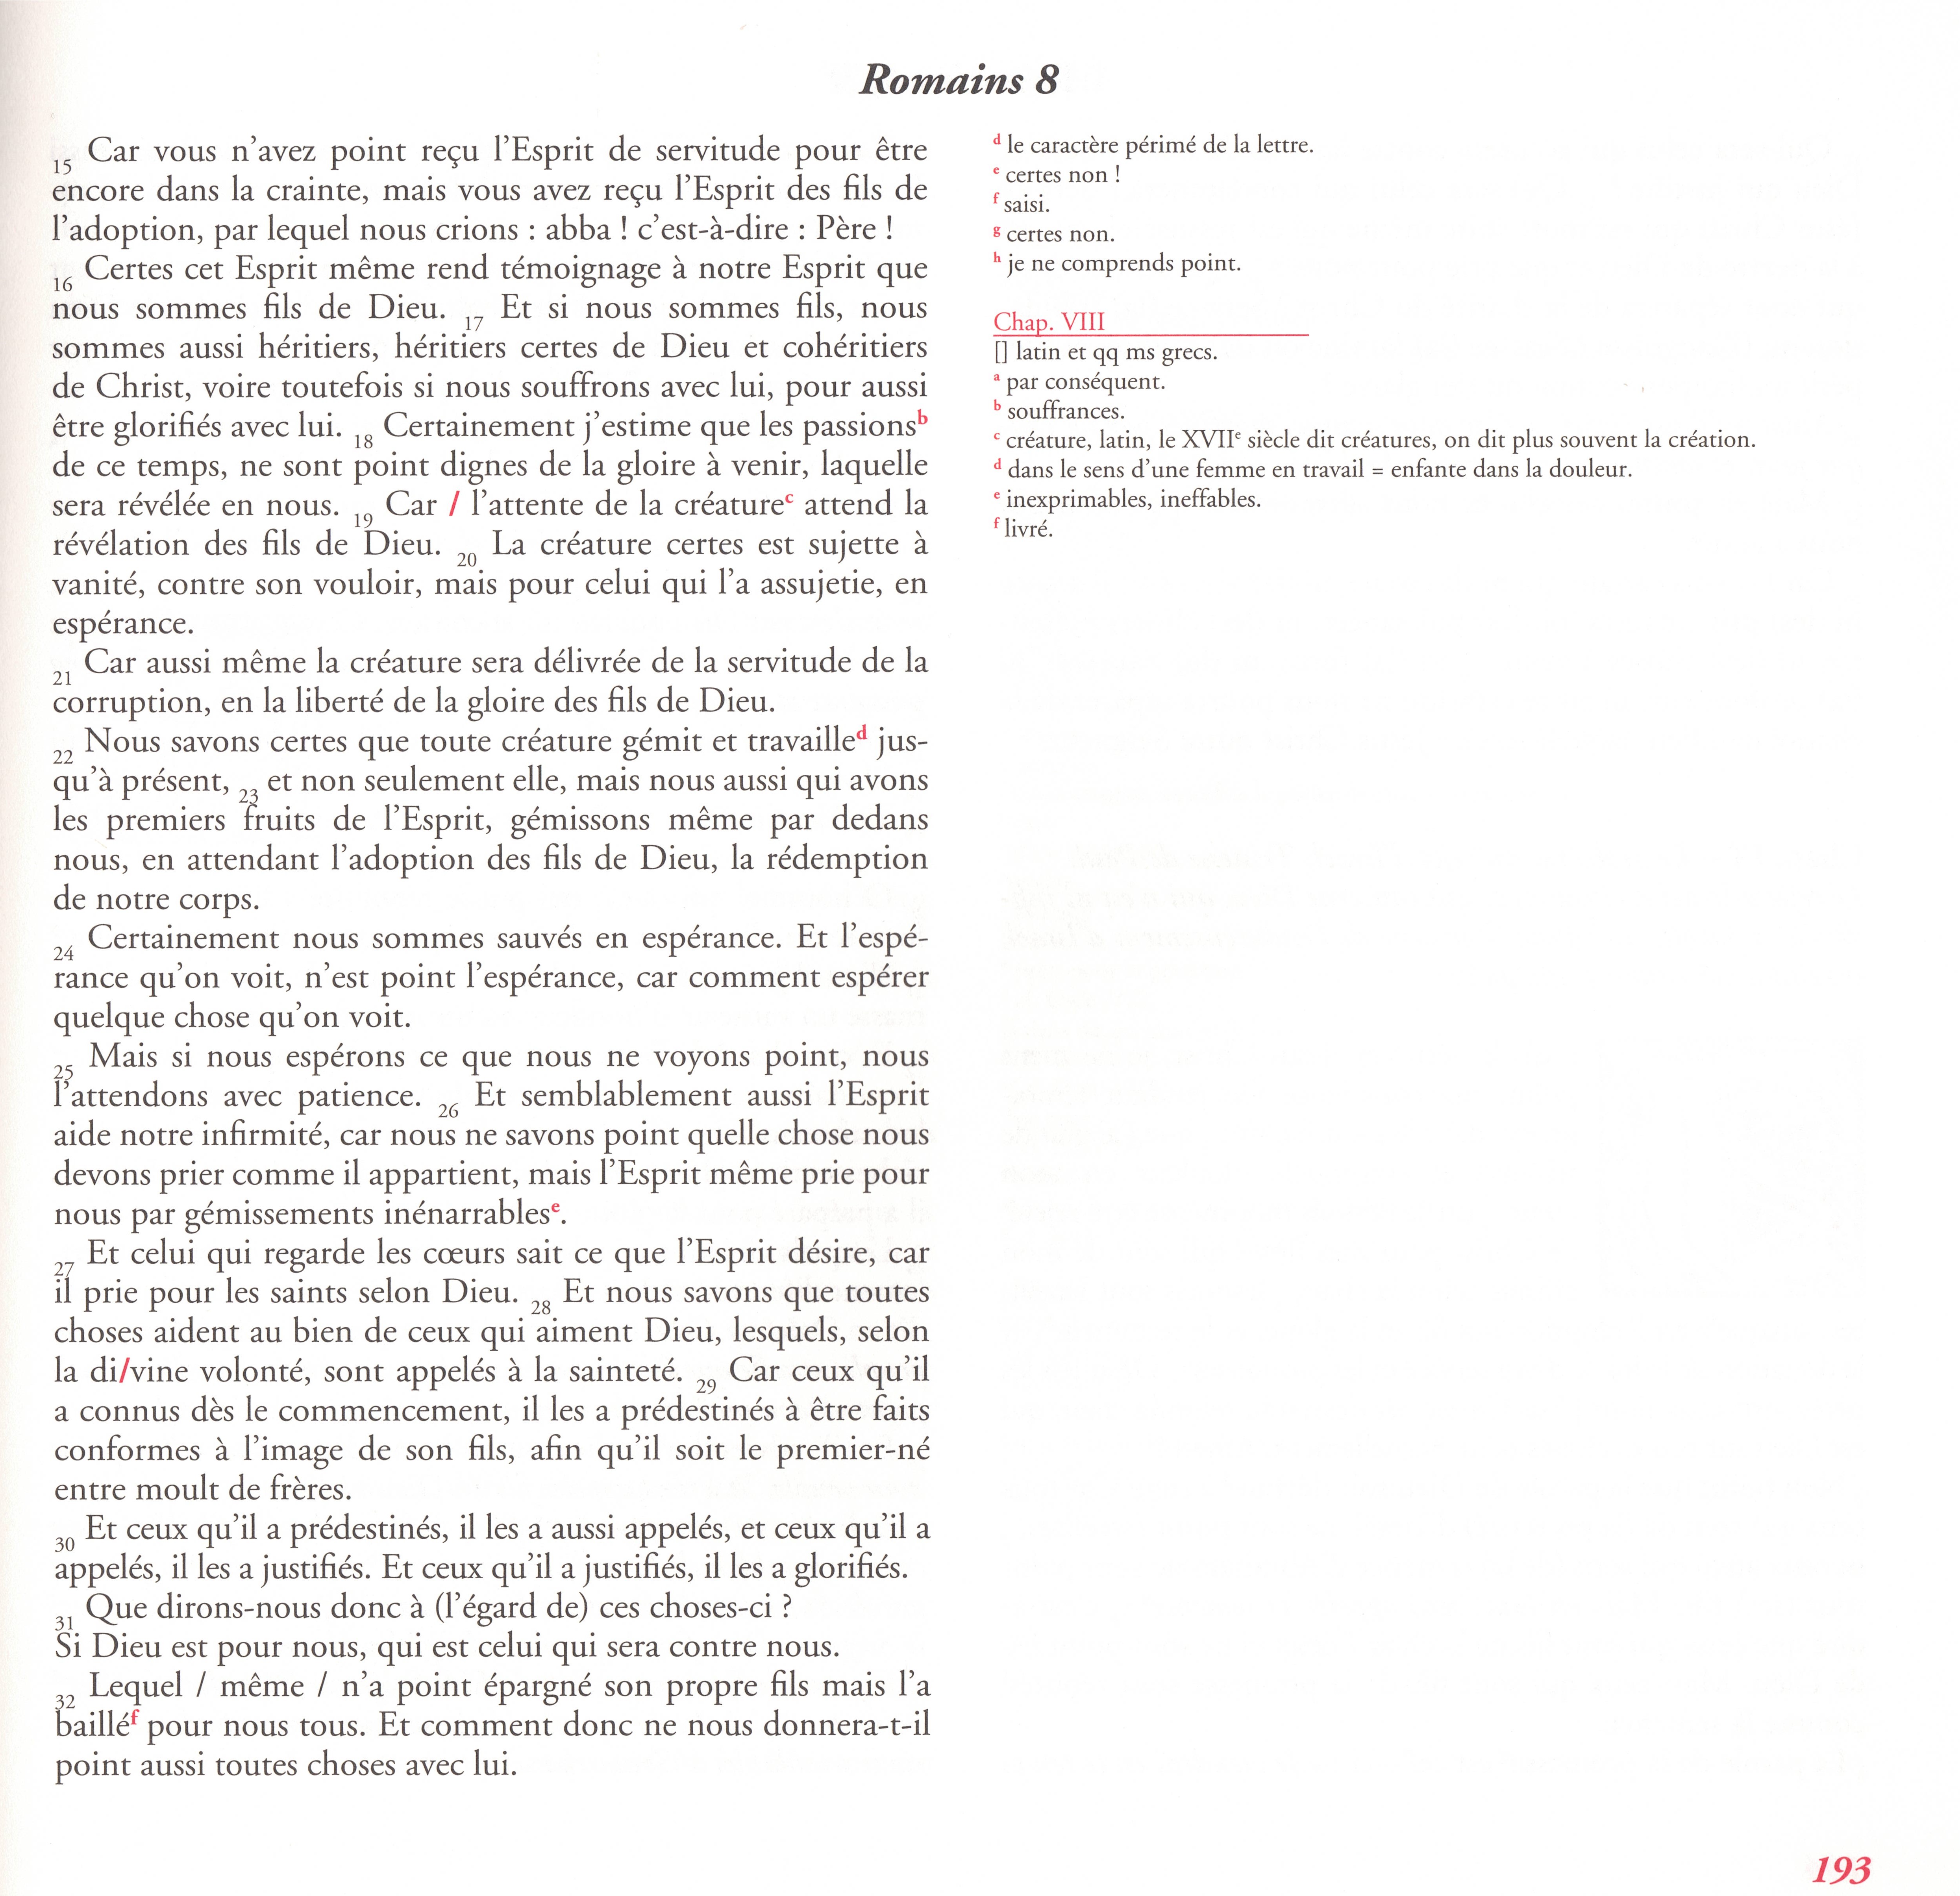 Romains 8
15 Car vous n’avez point reçu l’Esprit de servitude pour être
encore dans la crainte, mais vous avez reçu l’Esprit des fils de
l’adoption, par lequel nous crions : abba ! c’est-à-dire : Père !
16 Certes cet Esprit même rend témoignage à notre Esprit que
nous sommes fils de Dieu. 17 Et si nous sommes fils, nous
sommes aussi héritiers, héritiers certes de Dieu et cohéritiers
de Christ, voire toutefois si nous souffrons avec lui, pour aussi
être glorifiés avec lui. 18 Certainement j’estime que les passionsb
de ce temps, ne sont point dignes de la gloire à venir, laquelle
sera révélée en nous. 19 Car / l’attente de la créaturec attend la
révélation des fils de Dieu. 20 La créature certes est sujette à
vanité, contre son vouloir, mais pour celui qui l’a assujetie, en
espérance.
21 Car aussi même la créature sera délivrée de la servitude de la
corruption, en la liberté de la gloire des fils de Dieu.
22 Nous savons certes que toute créature gémit et travailled jus-
qu’à présent, 23 et non seulement elle, mais nous aussi qui avons
les premiers fruits de l’Esprit, gémissons même par dedans
nous, en attendant l’adoption des fils de Dieu, la rédemption
de notre corps.
24 Certainement nous sommes sauvés en espérance. Et l’espé-
rance qu’on voit, n’est point l’espérance, car comment espérer
quelque chose qu’on voit.
25 Mais si nous espérons ce que nous ne voyons point, nous
l’attendons avec patience. 26 Et semblablement aussi l’Esprit
aide notre infirmité, car nous ne savons point quelle chose nous
devons prier comme il appartient, mais l’Esprit même prie pour
nous par gémissements inénarrablese.
27 Et celui qui regarde les cœurs sait ce que l’Esprit désire, car
il prie pour les saints selon Dieu. 28 Et nous savons que toutes
choses aident au bien de ceux qui aiment Dieu, lesquels, selon
la di/vine volonté, sont appelés à la sainteté. 29 Car ceux qu’il
a connus dès le commencement, il les a prédestinés à être faits
conformes à l’image de son fils, afin qu’il soit le premier-né
entre moult de frères.
30 Et ceux qu’il a prédestinés, il les a aussi appelés, et ceux qu’il a
appelés, il les a justifiés. Et ceux qu’il a justifiés, il les a glorifiés.
31 Que dirons-nous donc à (l’égard de) ces choses-ci ?
Si Dieu est pour nous, qui est celui qui sera contre nous.
32 Lequel / même / n’a point épargné son propre fils mais l’a
bailléf pour nous tous. Et comment donc ne nous donnera-t-il
point aussi toutes choses avec lui.
d le caractère périmé de la lettre.
e certes non !
f saisi.
g certes non.
h je ne comprends point.
Chap. VIII
[] latin et qq ms grecs.
a par conséquent.
b souffrances.
c créature, latin, le XVIIe siècle dit créatures, on dit plus souvent la création.
d dans le sens d’une femme en travail = enfante dans la douleur.
e inexprimables, ineffables.
f livré.
193